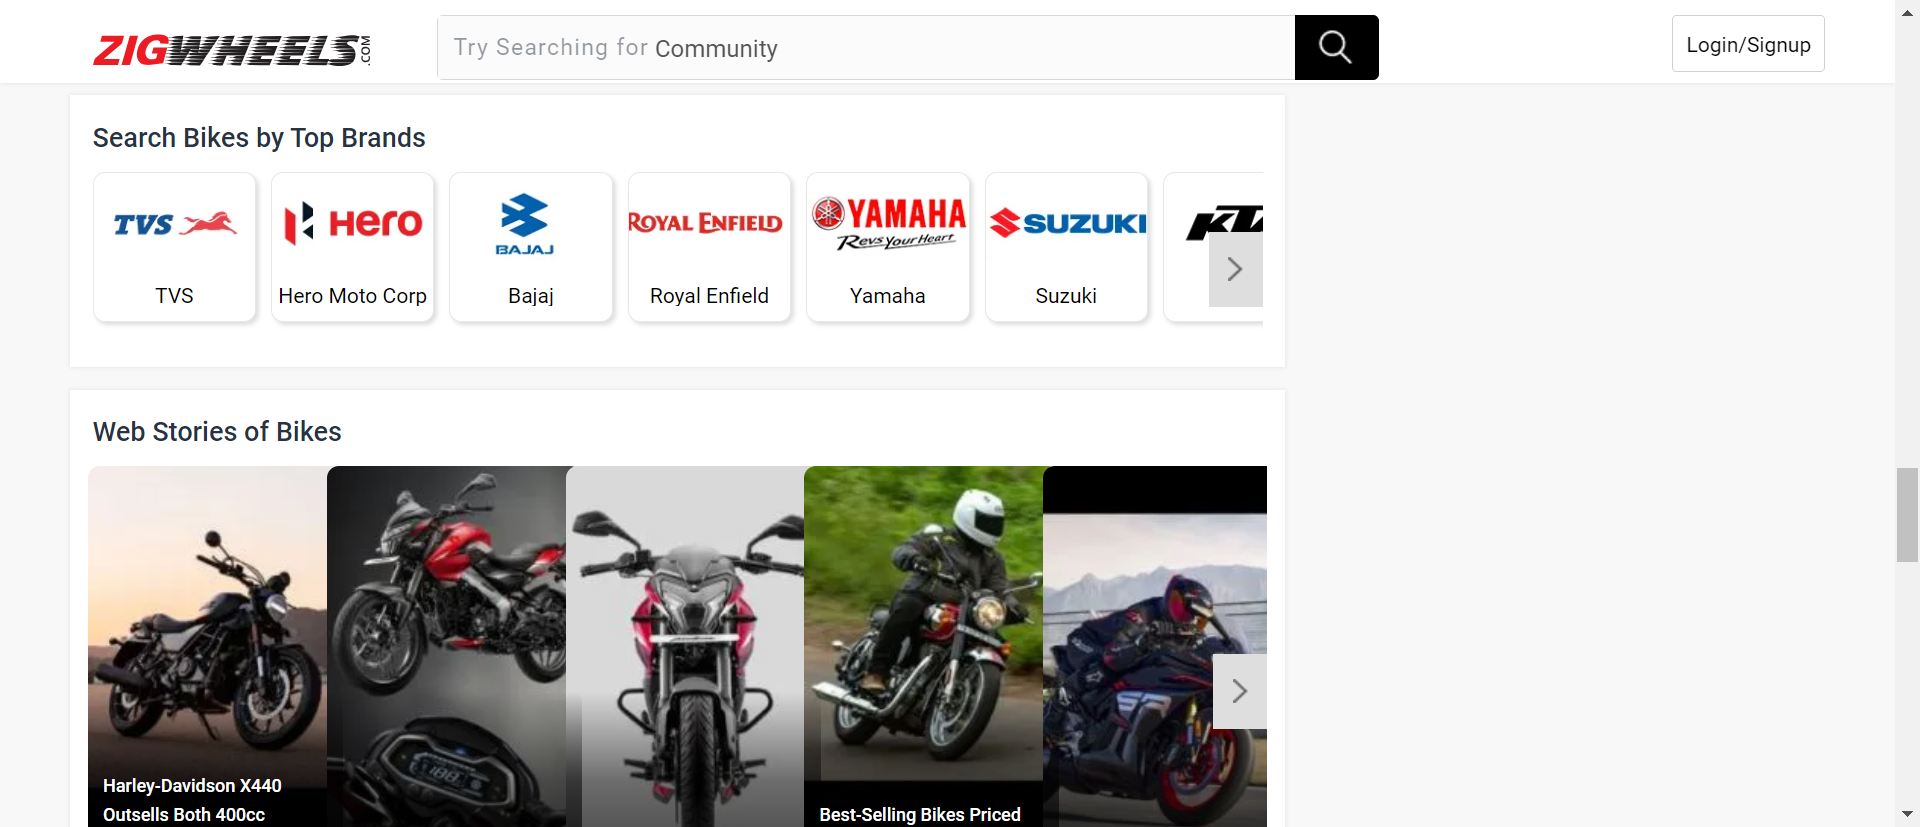 ZIGWHEELS.COM
Try Searching for Community
Login/Signup
Search Bikes by Top Brands
TVS
Hero
BAJAJ
ROYAL ENFIELD
YAMAHA
Revs Your Heart
SUZUKI
TVS
Hero Moto Corp
Bajaj
Royal Enfield
Yamaha
Suzuki
Web Stories of Bikes
Harley-Davidson X440
Outsells Both 400cc
Best-Selling Bikes Priced